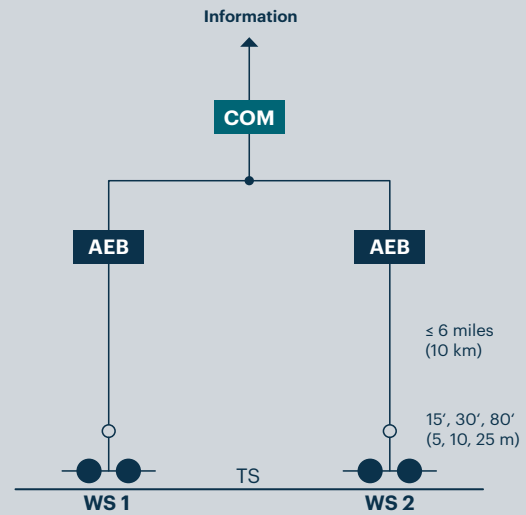 Information
COM
AEB
AEB
≤ 6 miles
(10 km)
15′, 30′, 80′
(5, 10, 25 m)
TS
WS 1
WS 2